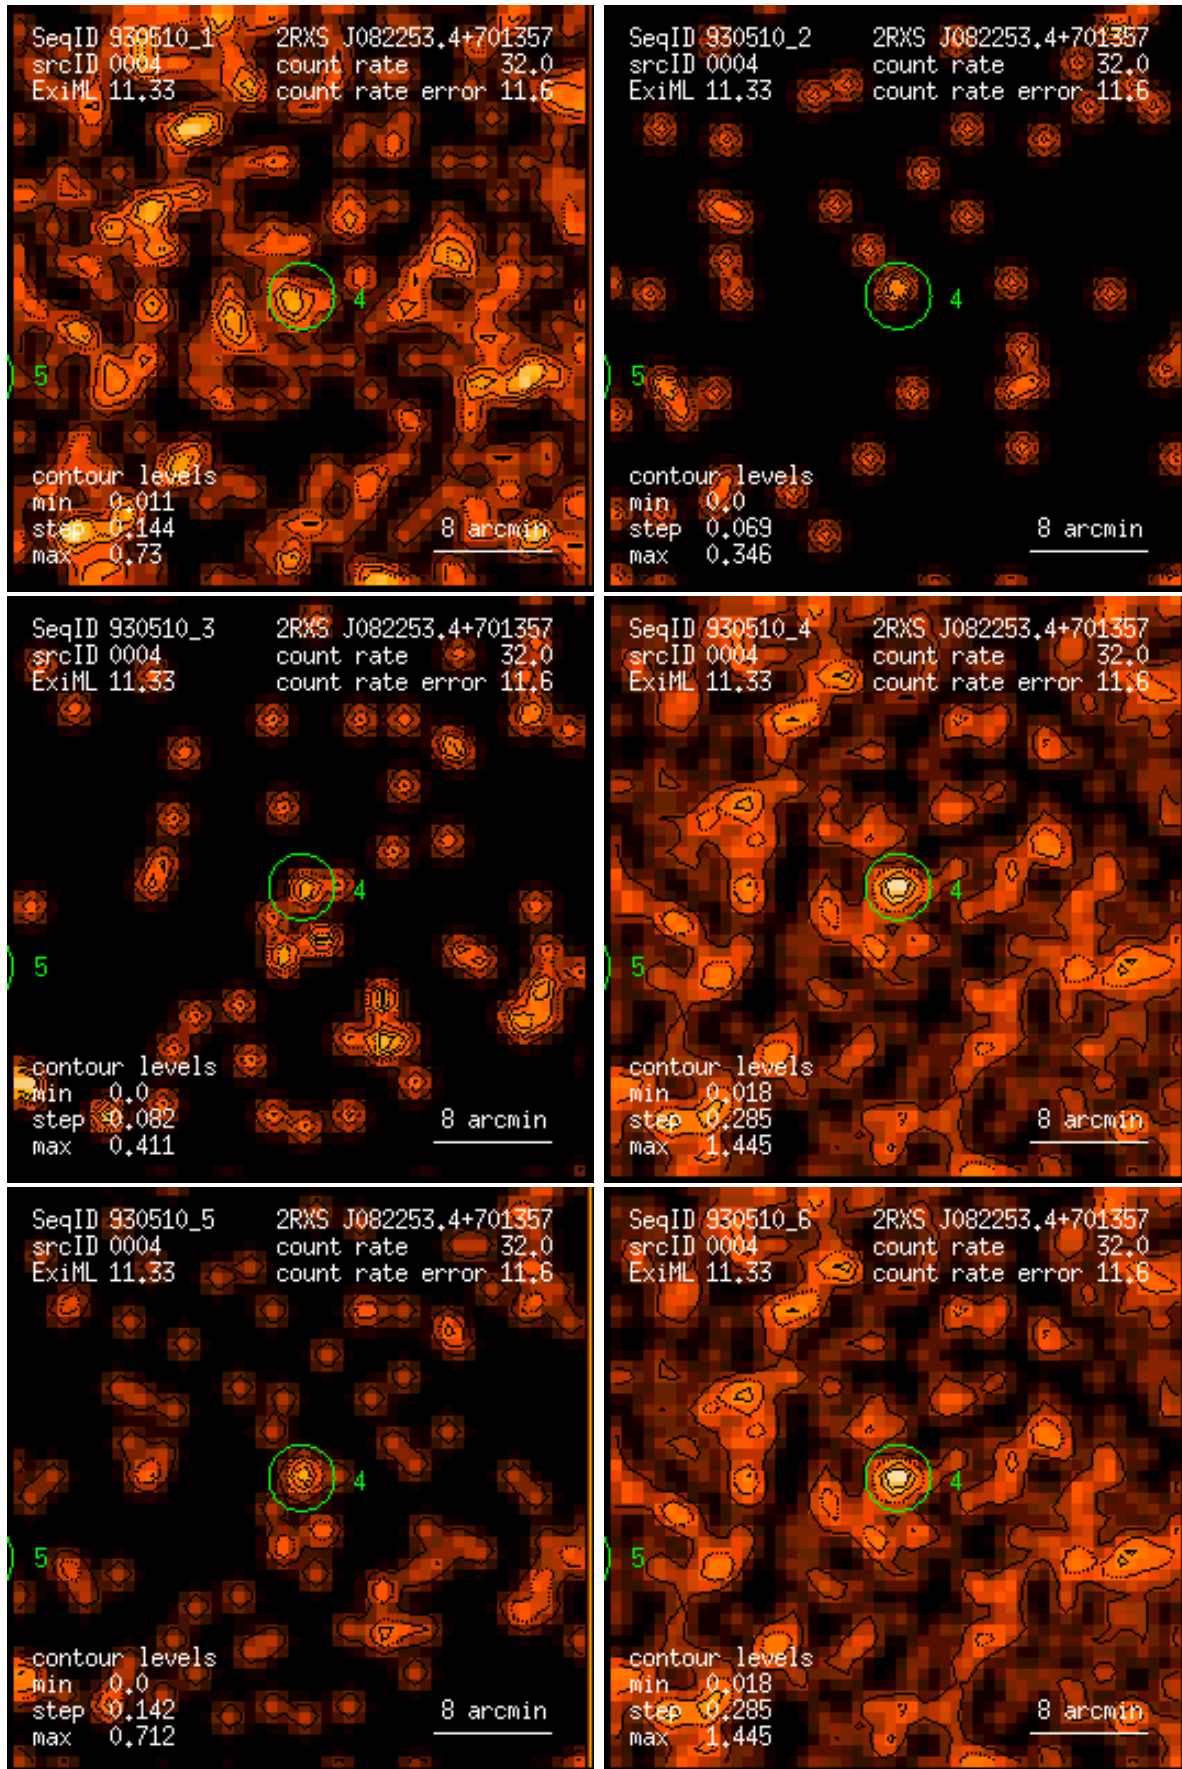 SeqID 930510_1 2RXS J082253.4+701357
srcID 0004 count rate 32.0
ExiML 11.33 count rate error 11.6
4
5
contour levels
min 0.011
step 0.144
max 0.73
8 arcmin
SeqID 930510_2 2RXS J082253.4+701357
srcID 0004 count rate 32.0
ExiML 11.33 count rate error 11.6
4
5
contour levels
min 0.0
step 0.069
max 0.346
8 arcmin
SeqID 930510_3 2RXS J082253.4+701357
srcID 0004 count rate 32.0
ExiML 11.33 count rate error 11.6
4
5
contour levels
min 0.0
step 0.082
max 0.411
8 arcmin
SeqID 930510_4 2RXS J082253.4+701357
srcID 0004 count rate 32.0
ExiML 11.33 count rate error 11.6
4
5
contour levels
min 0.018
step 0.285
max 1.445
8 arcmin
SeqID 930510_5 2RXS J082253.4+701357
srcID 0004 count rate 32.0
ExiML 11.33 count rate error 11.6
4
5
contour levels
min 0.0
step 0.142
max 0.712
8 arcmin
SeqID 930510_6 2RXS J082253.4+701357
srcID 0004 count rate 32.0
ExiML 11.33 count rate error 11.6
4
5
contour levels
min 0.018
step 0.285
max 1.445
8 arcmin